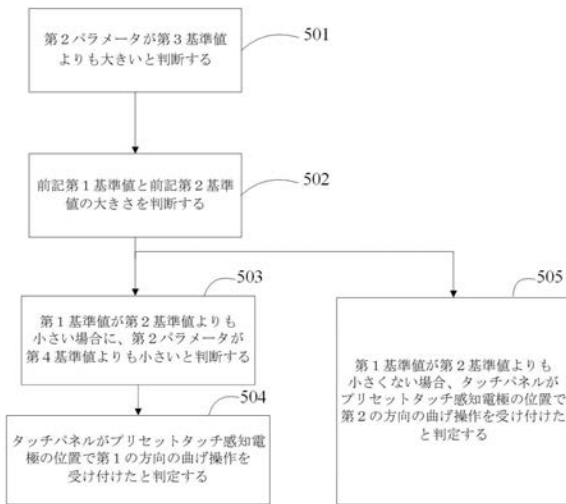 第２パラメータが第３基準値
よりも大きいと判断する
501
前記第１基準値と前記第２基準
値の大きさを判断する
502
503
第１基準値が第２基準値よりも
小さい場合に、第２パラメータが
第４基準値よりも小さいと判断する
504
タッチパネルがプリセットタッチ感知電
極の位置で第１の方向の曲げ操作を
受け付けたと判定する
505
第１基準値が第２基準値よりも
小さくない場合、タッチパネルが
プリセットタッチ感知電極の位置で
第２の方向の曲げ操作を受け付けた
と判定する